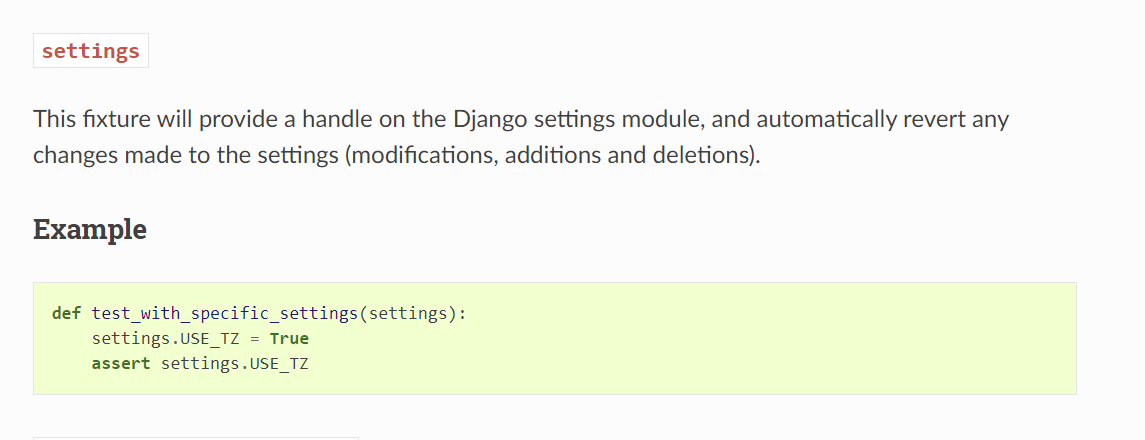 settings
This fixture will provide a handle on the Django settings module, and automatically revert any
changes made to the settings (modifications, additions and deletions).
Example
def test_with_specific_settings(settings):
    settings.USE_TZ = True
    assert settings.USE_TZ